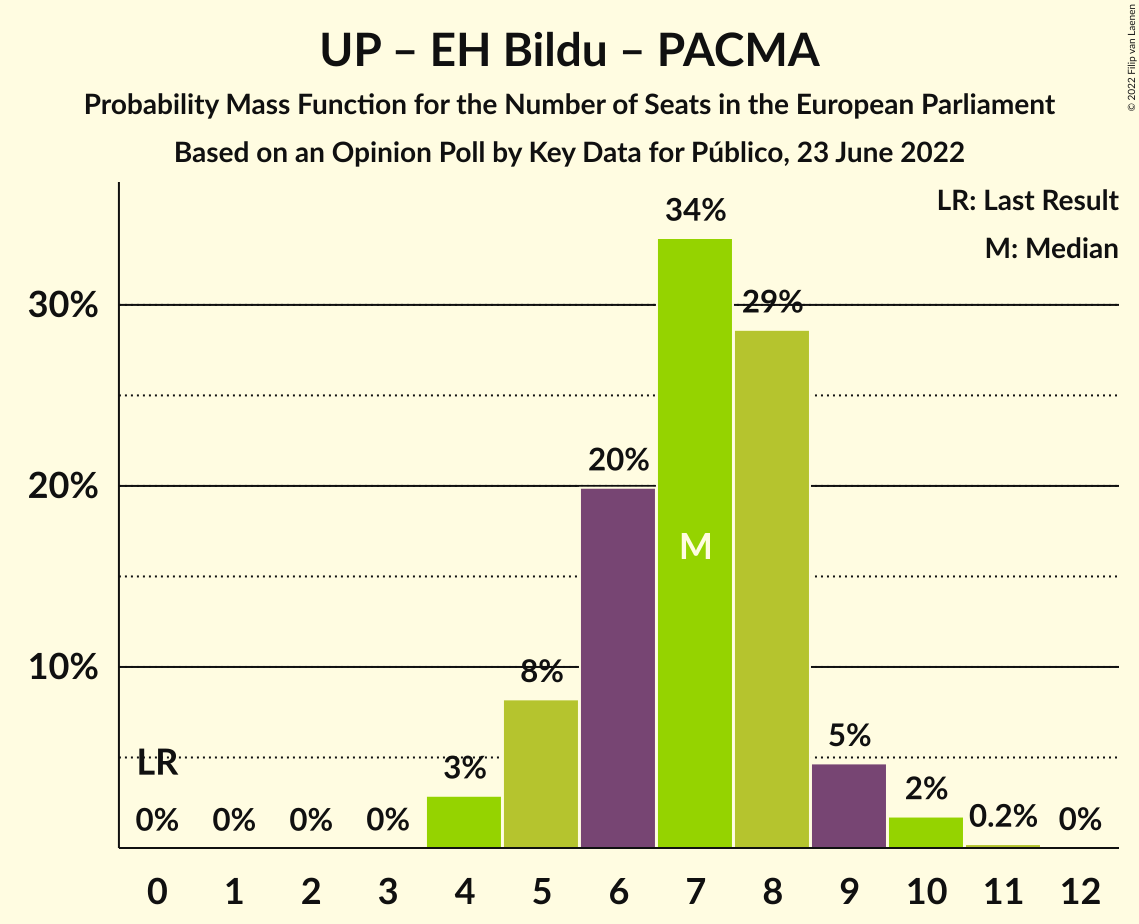 UP – EH Bildu – PACMA
Probability Mass Function for the Number of Seats in the European Parliament
Based on an Opinion Poll by Key Data for Público, 23 June 2022
© 2022 Filip van Laenen
LR: Last Result
M: Median
34%
30%
29%
20%
20%
M
10%
8%
LR
3%
5%
2%
0%
0%
0%
0%
0.2%
0%
0 1 2 3 4 5 6 7 8 9 10 11 12